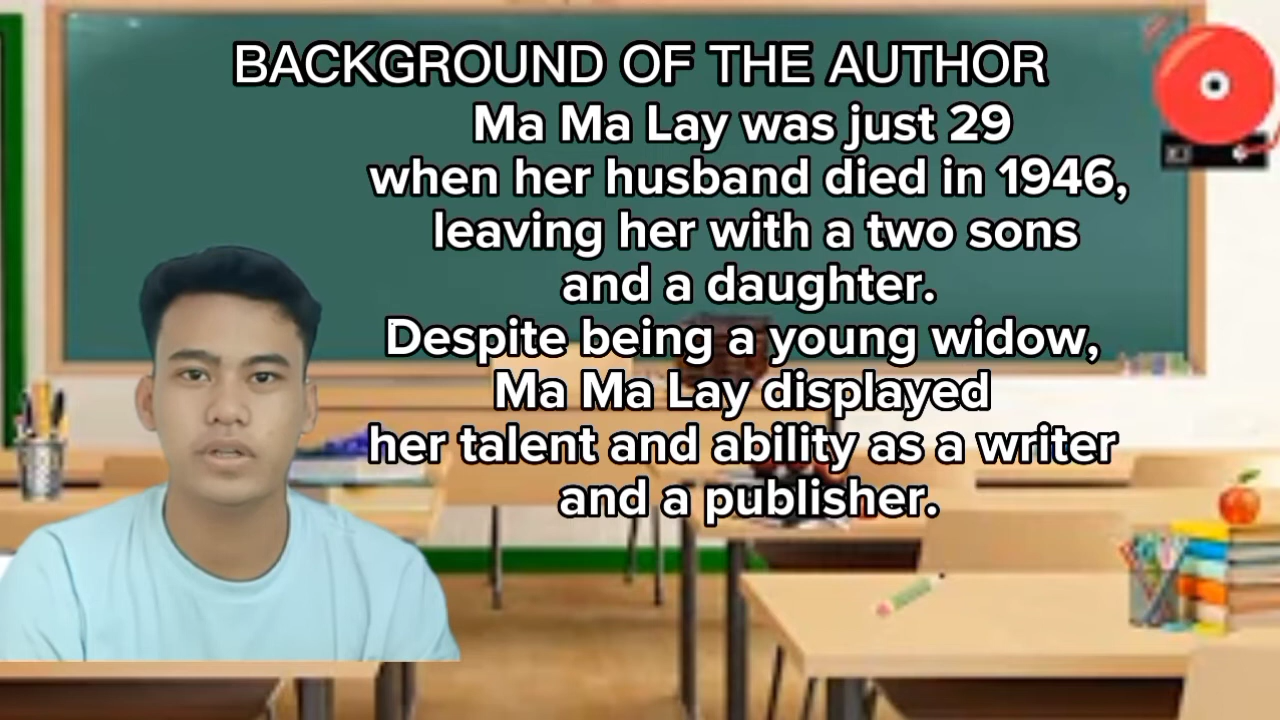 BACKGROUND OF THE AUTHOR
Ma Ma Lay was just 29
when her husband died in 1946,
leaving her with a two sons
and a daughter.
Despite being a young widow,
Ma Ma Lay displayed
her talent and ability as a writer
and a publisher.